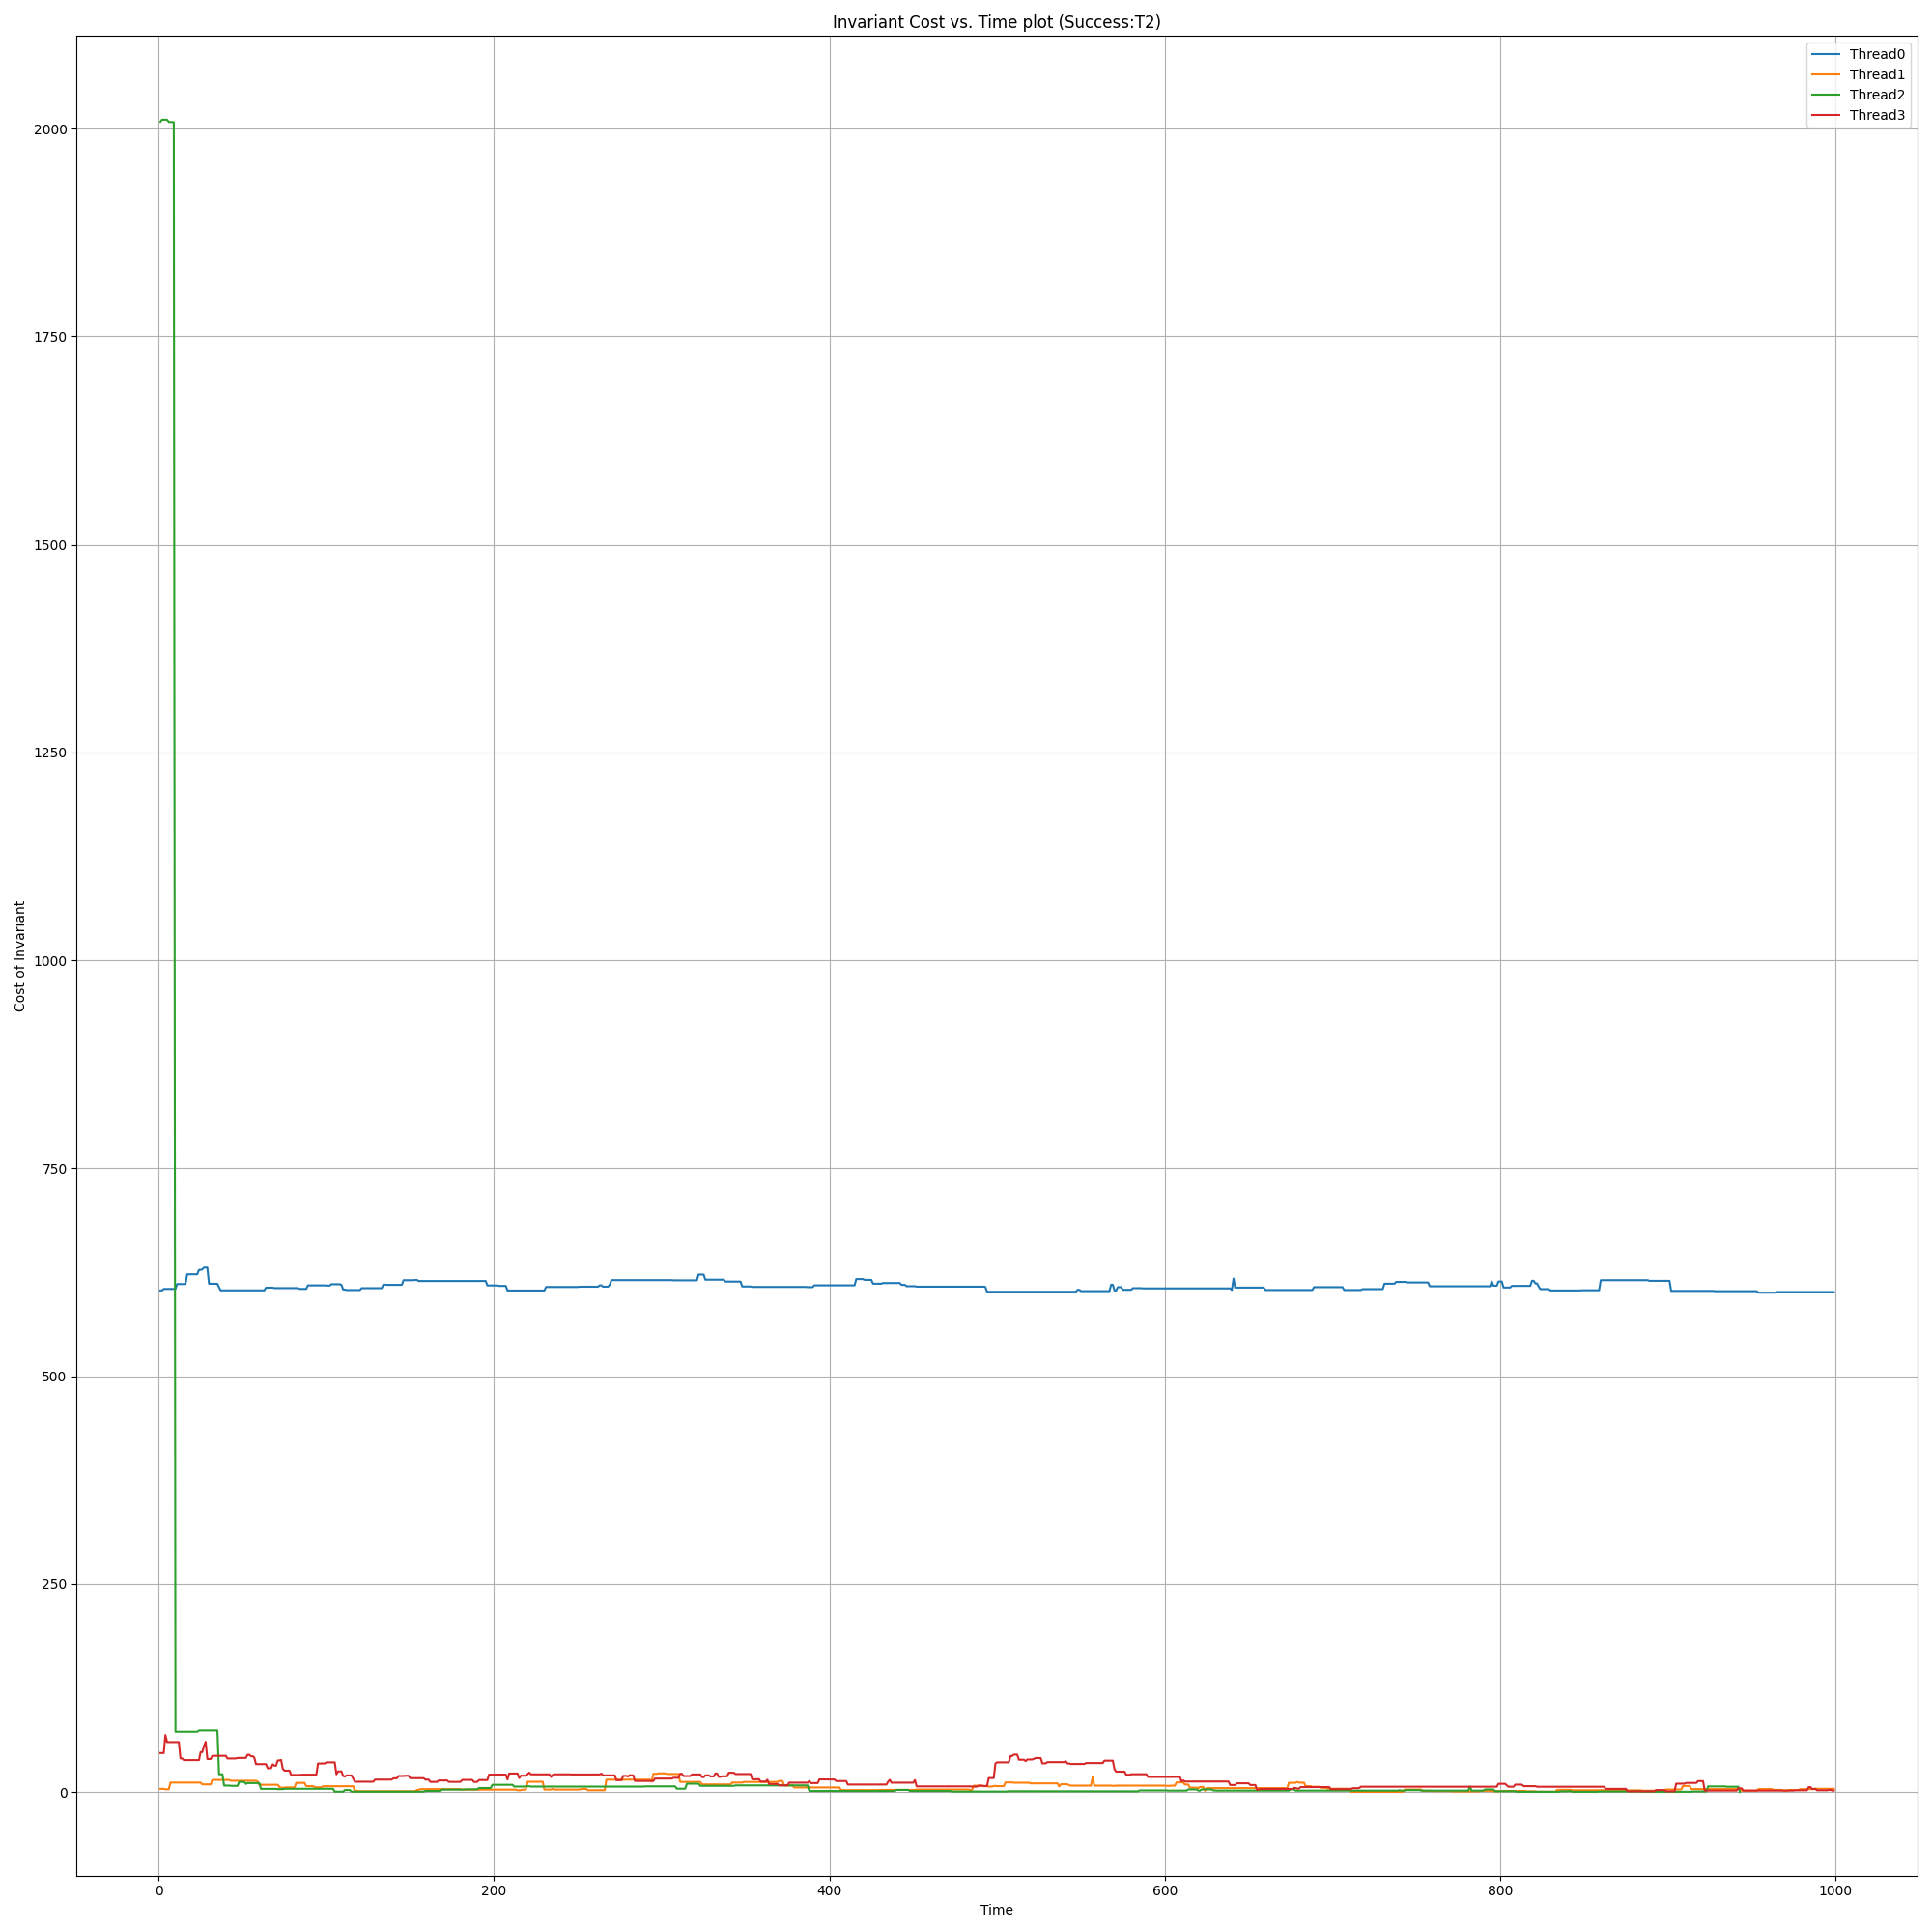 Invariant Cost vs. Time plot (Success:T2)
Thread0
Thread1
Thread2
Thread3
2000
1750
1500
1250
1000
750
500
250
0
Cost of Invariant
0 200 400 600 800 1000
Time